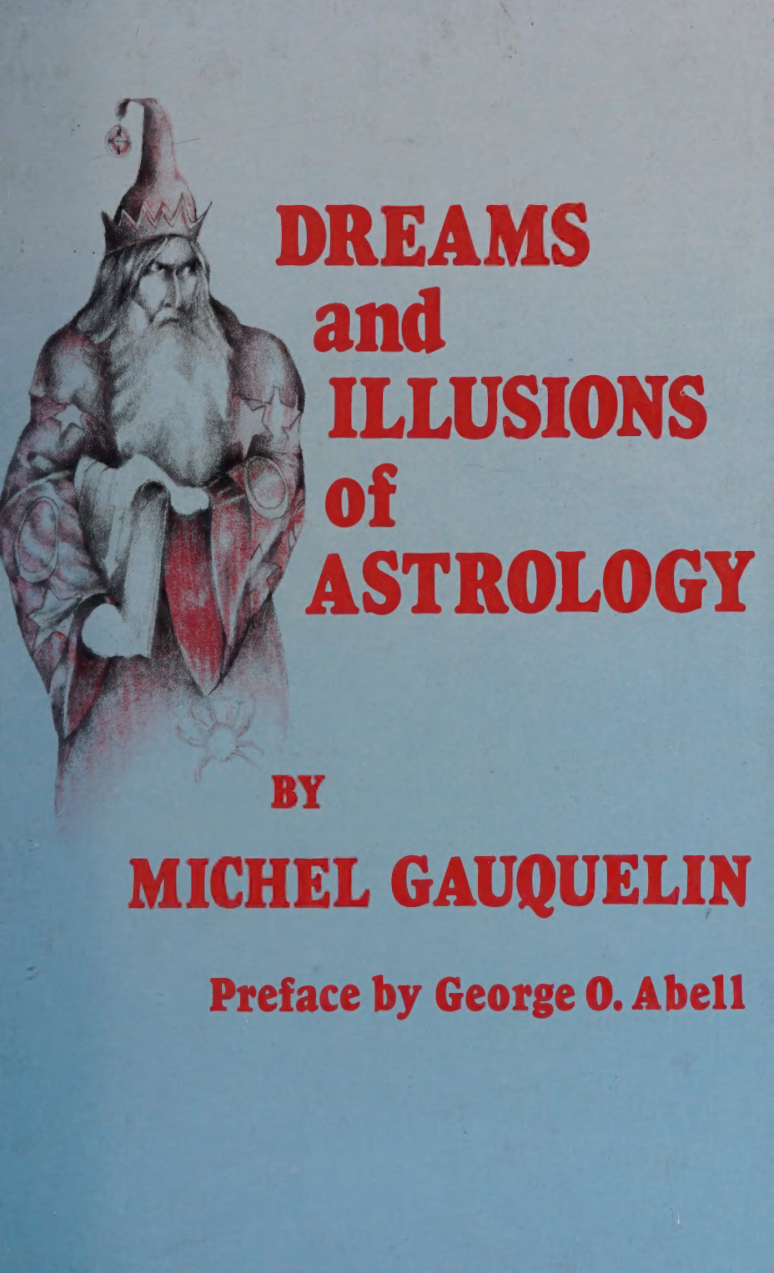 DREAMS
and
ILLUSIONS
of
ASTROLOGY
BY
MICHEL GAUQUELIN
Preface by George O. Abell